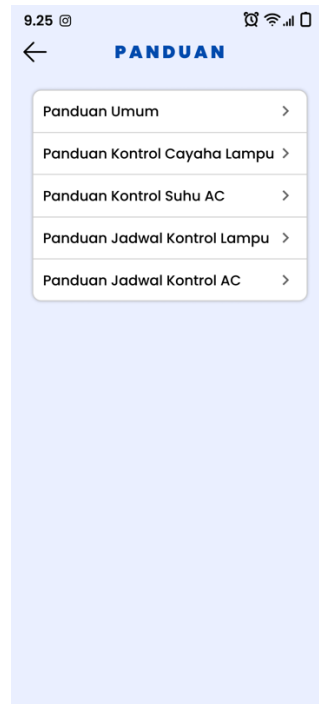 9.25
PANDUAN
Panduan Umum
Panduan Kontrol Cayaha Lampu
Panduan Kontrol Suhu AC
Panduan Jadwal Kontrol Lampu
Panduan Jadwal Kontrol AC